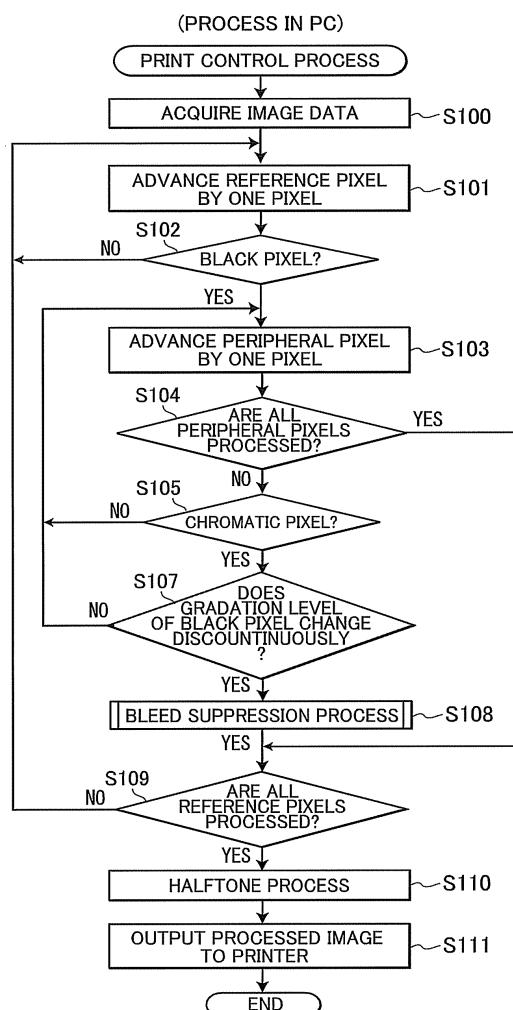 (PROCESS IN PC)
PRINT CONTROL PROCESS
ACQUIRE IMAGE DATA
S100
ADVANCE REFERENCE PIXEL
BY ONE PIXEL
S101
S102
NO
BLACK PIXEL?
YES
ADVANCE PERIPHERAL PIXEL
BY ONE PIXEL
S103
S104
ARE ALL
PERIPHERAL PIXELS
PROCESSED?
YES
NO
S105
NO
CHROMATIC PIXEL?
YES
S107
DOES
GRADATION LEVEL
OF BLACK PIXEL CHANGE
DISCONTINUOUSLY
?
NO
YES
BLEED SUPPRESSION PROCESS
S108
YES
S109
ARE ALL
REFERENCE PIXELS
PROCESSED?
NO
YES
HALFTONE PROCESS
S110
OUTPUT PROCESSED IMAGE
TO PRINTER
S111
END